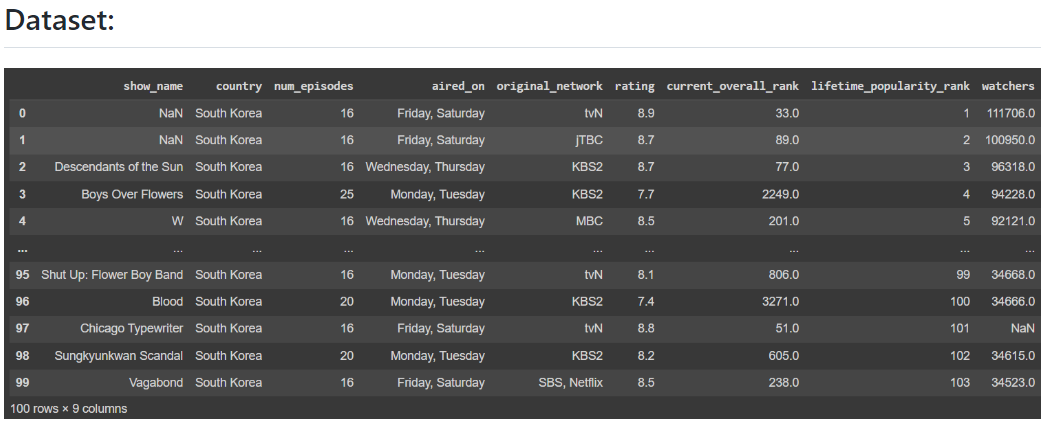 Dataset:
show_name country num_episodes aired_on original_network rating current_overall_rank lifetime_popularity_rank watchers
0 NaN South Korea 16 Friday, Saturday tvN 8.9 33.0 1 111706.0
1 NaN South Korea 16 Friday, Saturday jTBC 8.7 89.0 2 100950.0
2 Descendants of the Sun South Korea 16 Wednesday, Thursday KBS2 8.7 77.0 3 96318.0
3 Boys Over Flowers South Korea 25 Monday, Tuesday KBS2 7.7 2249.0 4 94228.0
4 W South Korea 16 Wednesday, Thursday MBC 8.5 201.0 5 92121.0
... ... ... ... ... ... ... ... ... ...
95 Shut Up: Flower Boy Band South Korea 16 Monday, Tuesday tvN 8.1 806.0 99 34668.0
96 Blood South Korea 20 Monday, Tuesday KBS2 7.4 3271.0 100 34666.0
97 Chicago Typewriter South Korea 16 Friday, Saturday tvN 8.8 51.0 101 NaN
98 Sungkyunkwan Scandal South Korea 20 Monday, Tuesday KBS2 8.2 605.0 102 34615.0
99 Vagabond South Korea 16 Friday, Saturday SBS, Netflix 8.5 238.0 103 34523.0
100 rows × 9 columns